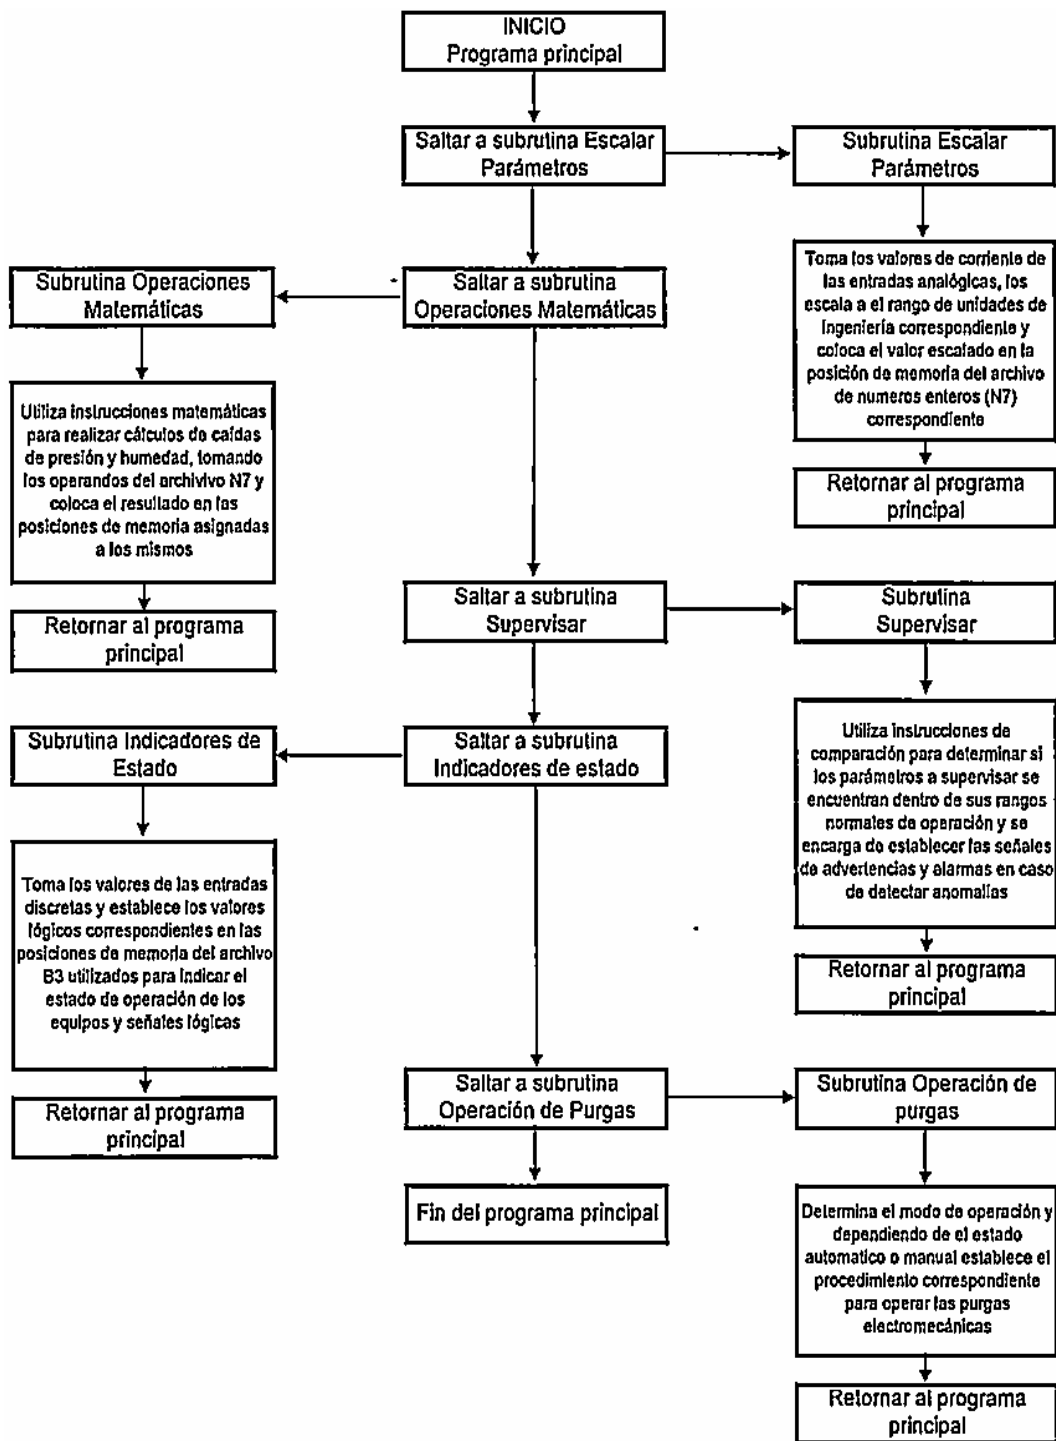 INICIO
Programa principal
Saltar a subrutina Escalar
Parámetros
Subrutina Escalar
Parámetros
Toma los valores de corriente de
las entradas analógicas, los
escala a el rango de unidades de
Ingeniería correspondiente y
coloca el valor escalado en la
posición de memoria del archivo
de numeros enteros (N7)
correspondiente
Retornar al programa
principal
Saltar a subrutina
Operaciones Matemáticas
Subrutina Operaciones
Matemáticas
Utiliza instrucciones matemáticas
para realizar cálculos de caídas
de presión y humedad, tomando
los operandos del archivivo N7 y
coloca el resultado en las
posiciones de memoria asignadas
a los mismos
Retornar al programa
principal
Saltar a subrutina
Supervisar
Subrutina
Supervisar
Utiliza instrucciones de
comparación para determinar si
los parámetros a supervisar se
encuentran dentro de sus rangos
normales de operación y se
encarga de establecer las señales
de advertencias y alarmas en caso
de detectar anomalías
Retornar al programa
principal
Saltar a subrutina
Indicadores de estado
Subrutina Indicadores de
Estado
Toma los valores de las entradas
discretas y establece los valores
lógicos correspondientes en las
posiciones de memoria del archivo
B3 utilizados para indicar el
estado de operación de los
equipos y señales lógicas
Retornar al programa
principal
Saltar a subrutina
Operación de Purgas
Subrutina Operación de
purgas
Determina el modo de operación y
dependiendo de el estado
automatico o manual establece el
procedimiento correspondiente
para operar las purgas
electromecánicas
Retornar al programa
principal
Fin del programa principal